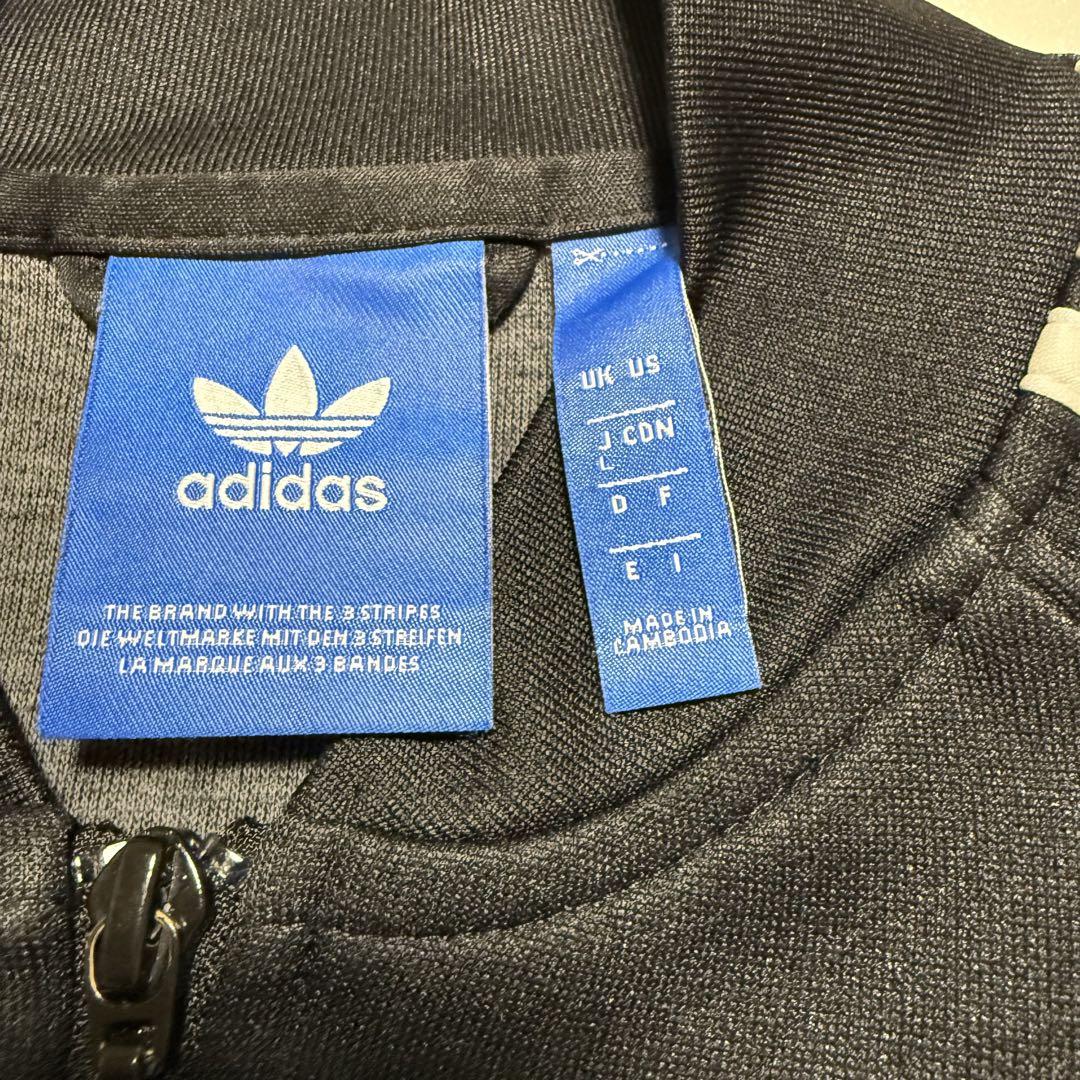 adidas
THE BRAND WITH THE 3 STRIPES
DIE WELTMARKE MIT DEN 3 STREIFEN
LA MARQUE AUX 3 BANDES
UK US
J CDN
L
D F
E I
MADE IN
CAMBODIA